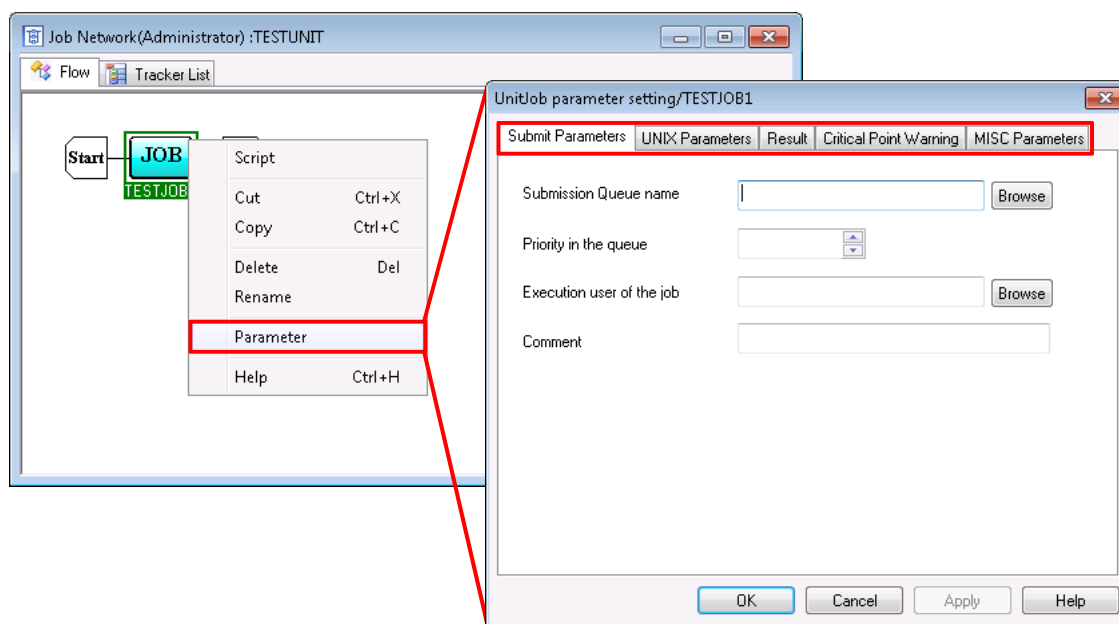 Job Network(Administrator) :TESTUNIT
Flow
Tracker List
Start
JOB
TESTJOB
Script
Cut Ctrl+X
Copy Ctrl+C
Delete Del
Rename
Parameter
Help Ctrl+H
UnitJob parameter setting/TESTJOB1
Submit Parameters UNIX Parameters Result Critical Point Warning MISC Parameters
Submission Queue name Browse
Priority in the queue
Execution user of the job Browse
Comment
OK Cancel Apply Help